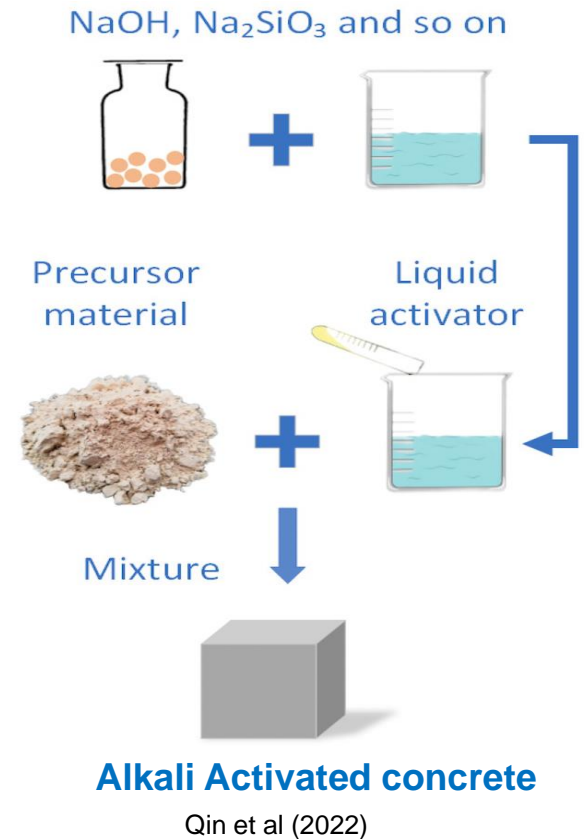 NaOH, Na₂SiO₃ and so on
Precursor
material
Liquid
activator
Mixture
Alkali Activated concrete
Qin et al (2022)